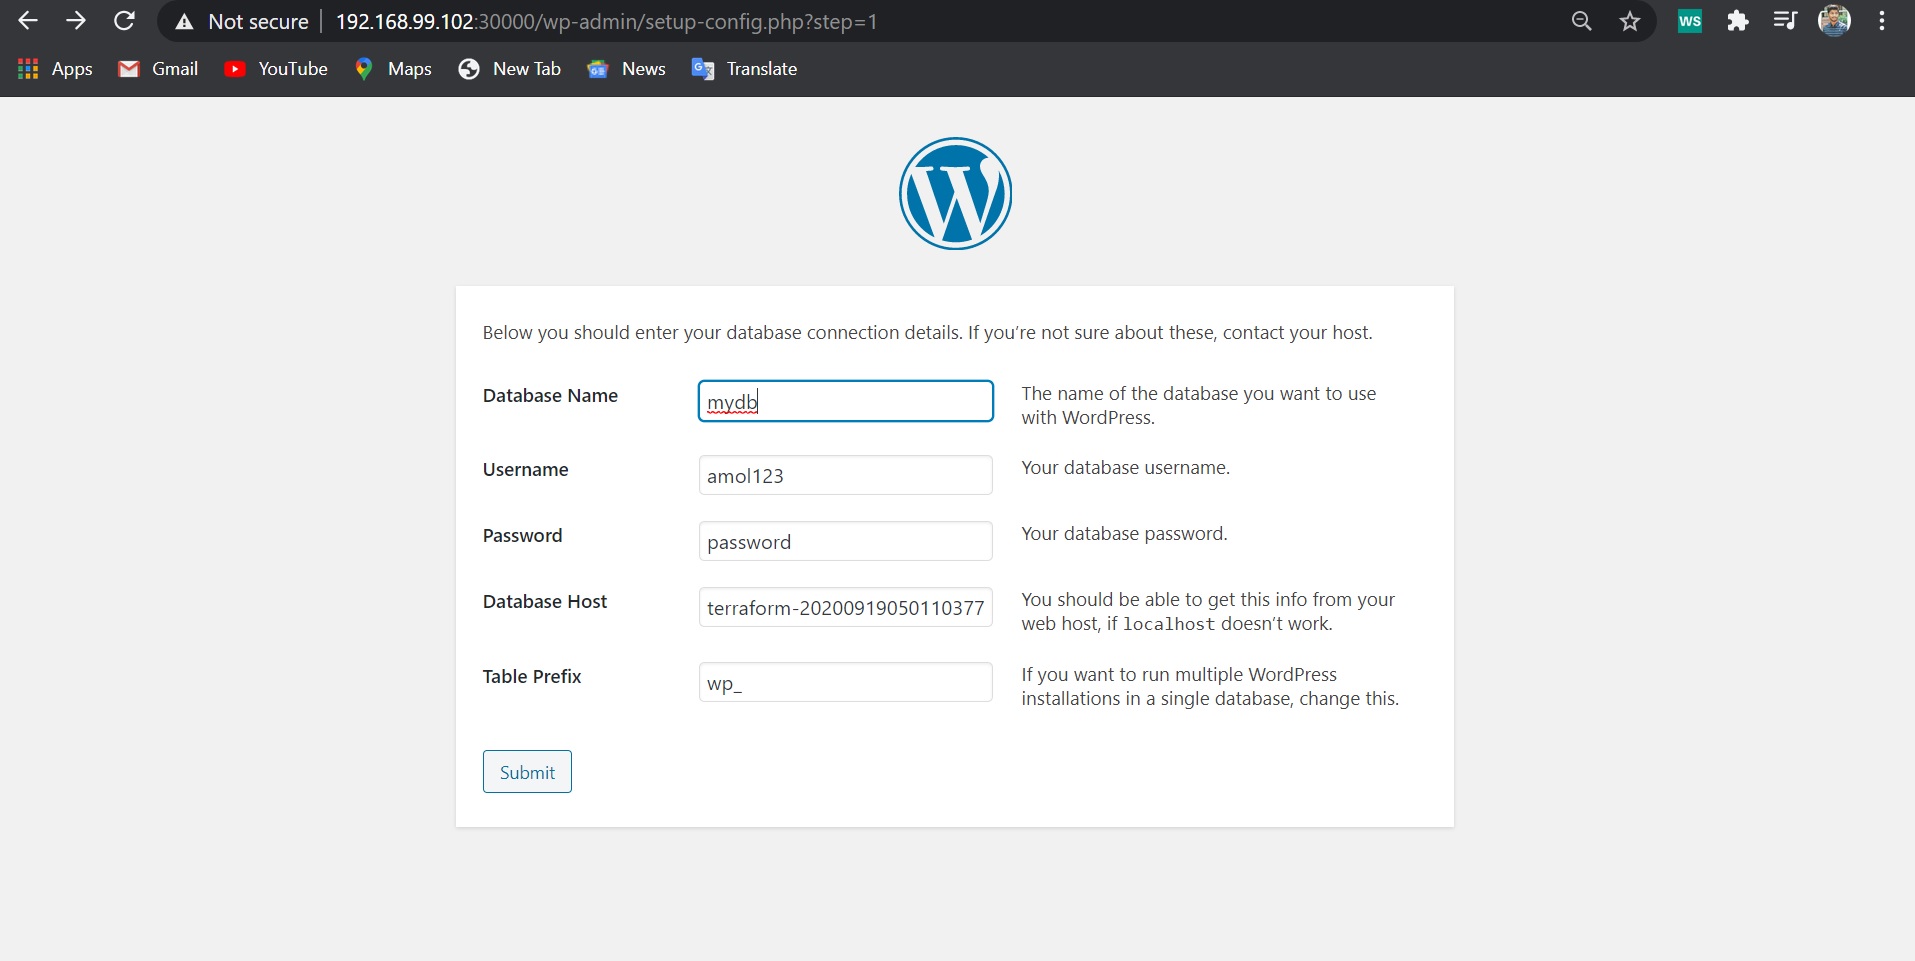 Not secure | 192.168.99.102:30000/wp-admin/setup-config.php?step=1
WS
Apps Gmail YouTube Maps New Tab News Translate
Below you should enter your database connection details. If you’re not sure about these, contact your host.
Database Name mydb The name of the database you want to use
with WordPress.
Username amol123 Your database username.
Password password Your database password.
Database Host terraform-20200919050110377 You should be able to get this info from your
web host, if localhost doesn’t work.
Table Prefix wp_ If you want to run multiple WordPress
installations in a single database, change this.
Submit